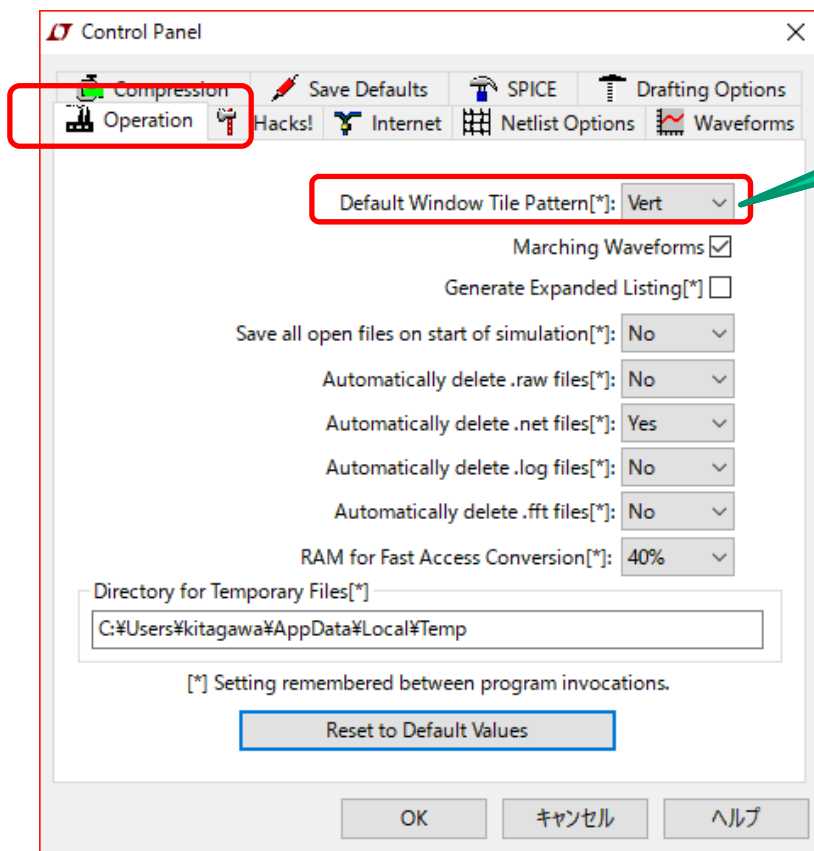 Control Panel
Compression Save Defaults SPICE Drafting Options
Operation Hacks! Internet Netlist Options Waveforms
Default Window Tile Pattern[*]: Vert
Marching Waveforms
Generate Expanded Listing[*]
Save all open files on start of simulation[*]: No
Automatically delete .raw files[*]: No
Automatically delete .net files[*]: Yes
Automatically delete .log files[*]: No
Automatically delete .fft files[*]: No
RAM for Fast Access Conversion[*]: 40%
Directory for Temporary Files[*]
C:¥Users¥kitagawa¥AppData¥Local¥Temp
[*] Setting remembered between program invocations.
Reset to Default Values
OK キャンセル ヘルプ